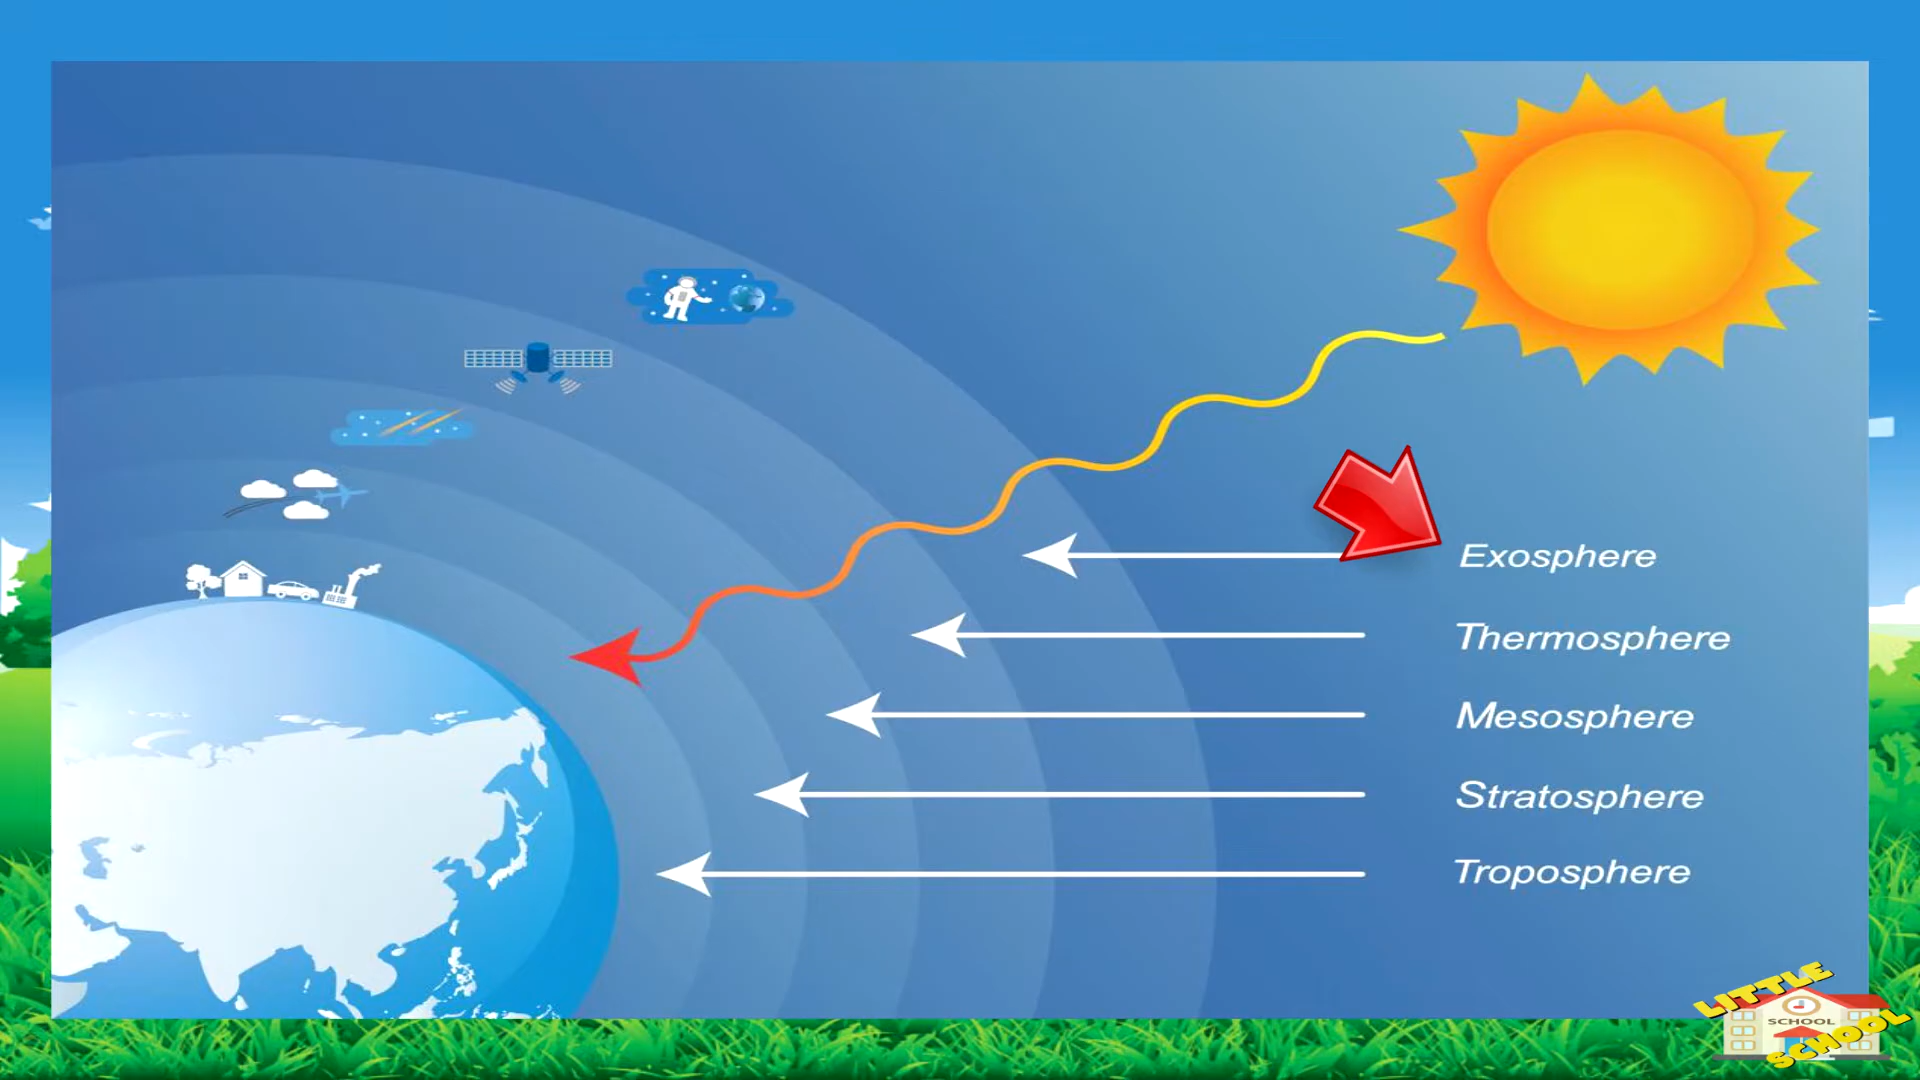 Exosphere
Thermosphere
Mesosphere
Stratosphere
Troposphere
LITTLE
SCHOOL
SCHOOL